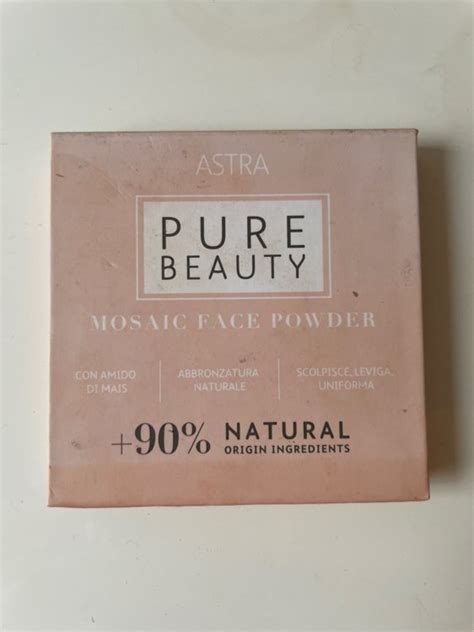 ASTRA
PURE
BEAUTY
MOSAIC FACE POWDER
CON AMIDO
DI MAIS
ABBRONZATURA
NATURALE
SCOLPISCE, LEVIGA,
UNIFORMA
+90% NATURAL
ORIGIN INGREDIENTS